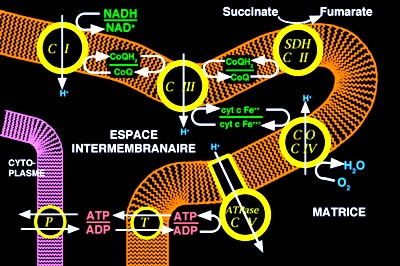 Succinate Fumarate
NADH
NAD⁺
C I
CoQH₂
CoQ
CoQH₂
CoQ
SDH
C II
H⁺
C III
cyt c Fe⁺⁺
cyt c Fe⁺⁺⁺
H⁺
H⁺
ESPACE
INTERMEMBRANAIRE
H⁺
C O
C IV
H₂O
O₂
CYTO-
PLASME
MATRICE
P
ATP
ADP
T
ATP
ADP
ATPase
C V